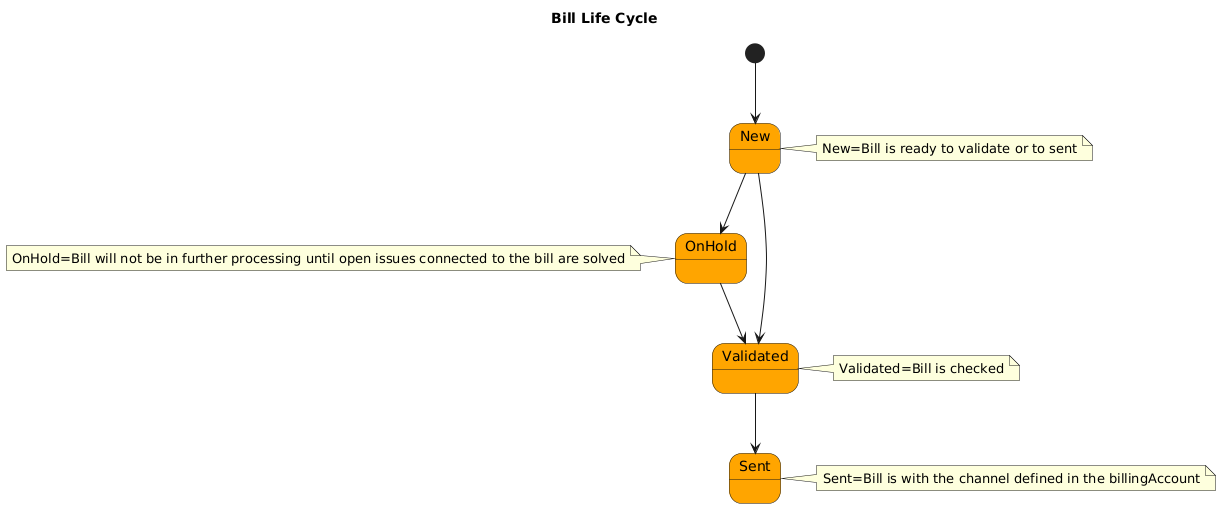 Bill Life Cycle
New
New=Bill is ready to validate or to sent
OnHold
OnHold=Bill will not be in further processing until open issues connected to the bill are solved
Validated
Validated=Bill is checked
Sent
Sent=Bill is with the channel defined in the billingAccount